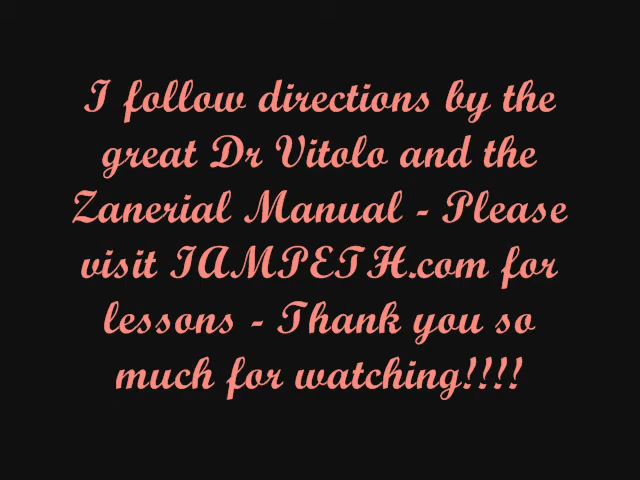 I follow directions by the
great Dr Vitolo and the
Zanerial Manual - Please
visit IAMPETH.com for
lessons - Thank you so
much for watching!!!!